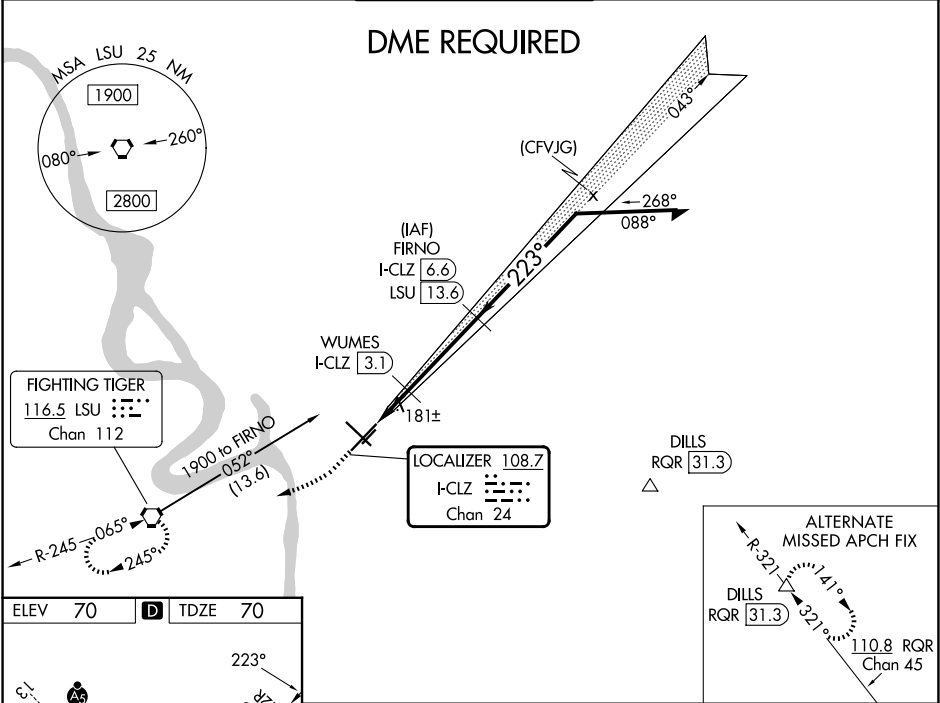 DME REQUIRED
MSA LSU 25 NM
1900
080°
260°
2800
043°
(CFVJG)
268°
088°
223°
(IAF)
FIRNO
I-CLZ 6.6
LSU 13.6
WUMES
I-CLZ 3.1
181±
FIGHTING TIGER
116.5 LSU
Chan 112
1900 to FIRNO
052°
(13.6)
LOCALIZER 108.7
I-CLZ
Chan 24
DILLS
RQR 31.3
R-245
065°
245°
ALTERNATE
MISSED APCH FIX
R-321
141°
DILLS
RQR 31.3
321°
110.8 RQR
Chan 45
ELEV 70 D TDZE 70
223°
13
A5